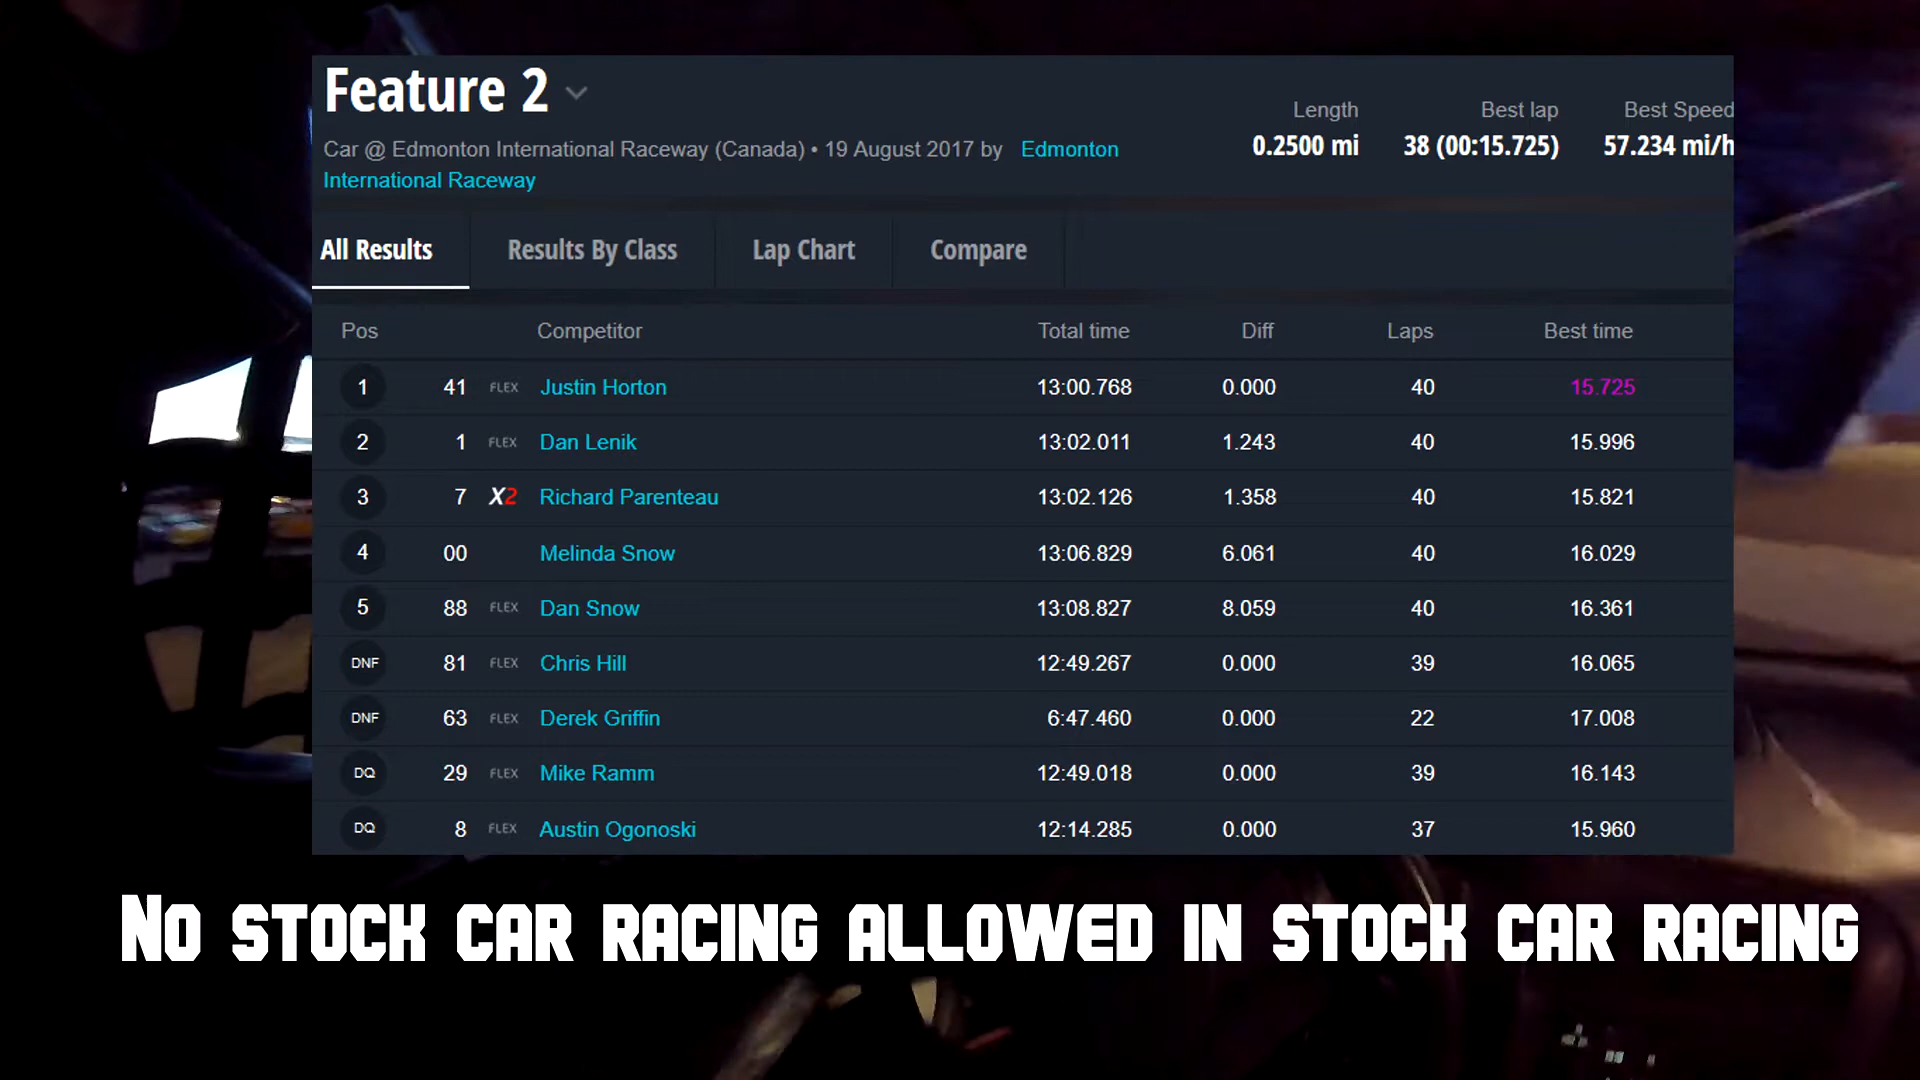 Feature 2
Length Best lap Best Speed
0.2500 mi 38 (00:15.725) 57.234 mi/h
Car @ Edmonton International Raceway (Canada) • 19 August 2017 by Edmonton
International Raceway
All Results Results By Class Lap Chart Compare
Pos Competitor Total time Diff Laps Best time
1 41 FLEX Justin Horton 13:00.768 0.000 40 15.725
2 1 FLEX Dan Lenik 13:02.011 1.243 40 15.996
3 7 X2 Richard Parenteau 13:02.126 1.358 40 15.821
4 00 Melinda Snow 13:06.829 6.061 40 16.029
5 88 FLEX Dan Snow 13:08.827 8.059 40 16.361
DNF 81 FLEX Chris Hill 12:49.267 0.000 39 16.065
DNF 63 FLEX Derek Griffin 6:47.460 0.000 22 17.008
DQ 29 FLEX Mike Ramm 12:49.018 0.000 39 16.143
DQ 8 FLEX Austin Ogonoski 12:14.285 0.000 37 15.960
No stock car racing allowed in stock car racing